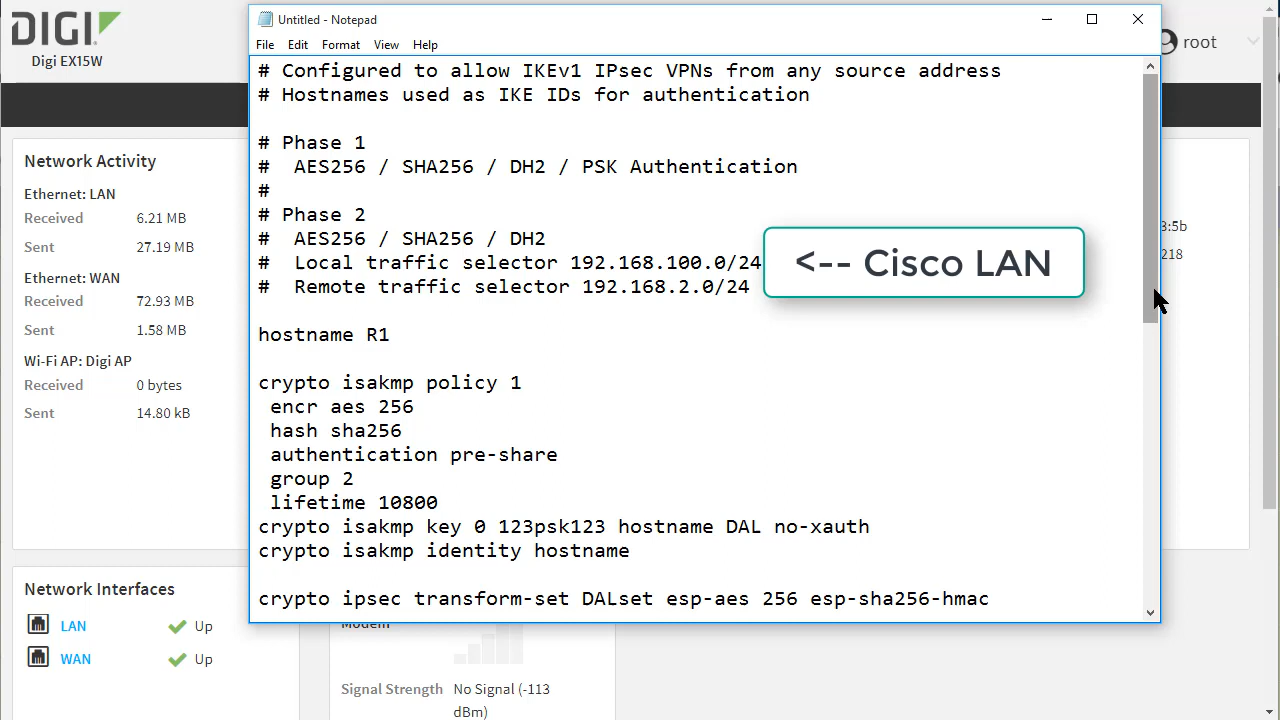 DIGI
Digi EX15W
root
Untitled - Notepad
File Edit Format View Help
# Configured to allow IKEv1 IPsec VPNs from any source address
# Hostnames used as IKE IDs for authentication
# Phase 1
# AES256 / SHA256 / DH2 / PSK Authentication
#
# Phase 2
# AES256 / SHA256 / DH2
# Local traffic selector 192.168.100.0/24
# Remote traffic selector 192.168.2.0/24
<-- Cisco LAN
hostname R1
crypto isakmp policy 1
encr aes 256
hash sha256
authentication pre-share
group 2
lifetime 10800
crypto isakmp key 0 123psk123 hostname DAL no-xauth
crypto isakmp identity hostname
crypto ipsec transform-set DALset esp-aes 256 esp-sha256-hmac
Network Activity
Ethernet: LAN
Received 6.21 MB
Sent 27.19 MB
Ethernet: WAN
Received 72.93 MB
Sent 1.58 MB
Wi-Fi AP: Digi AP
Received 0 bytes
Sent 14.80 kB
3:5b
218
Network Interfaces
LAN Up
WAN Up
Modem
Signal Strength No Signal (-113
dBm)